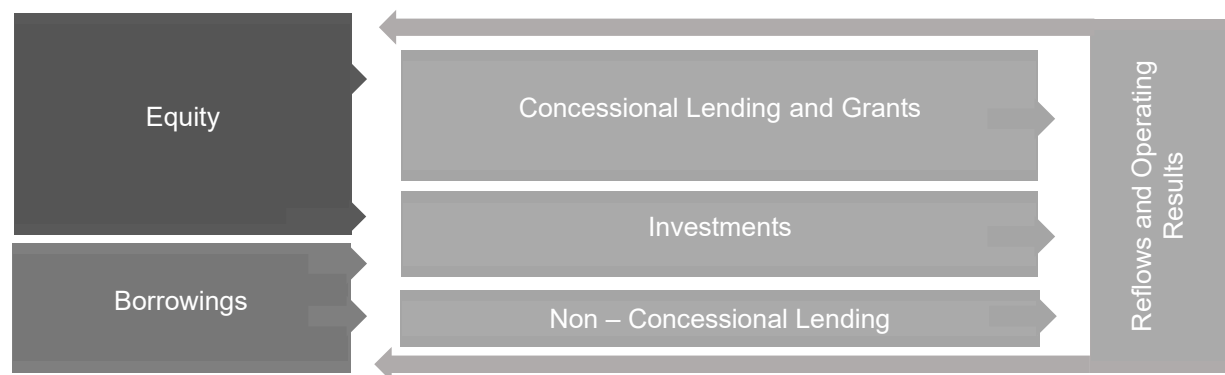 Equity
Concessional Lending and Grants
Investments
Borrowings
Non – Concessional Lending
Reflows and Operating
Results